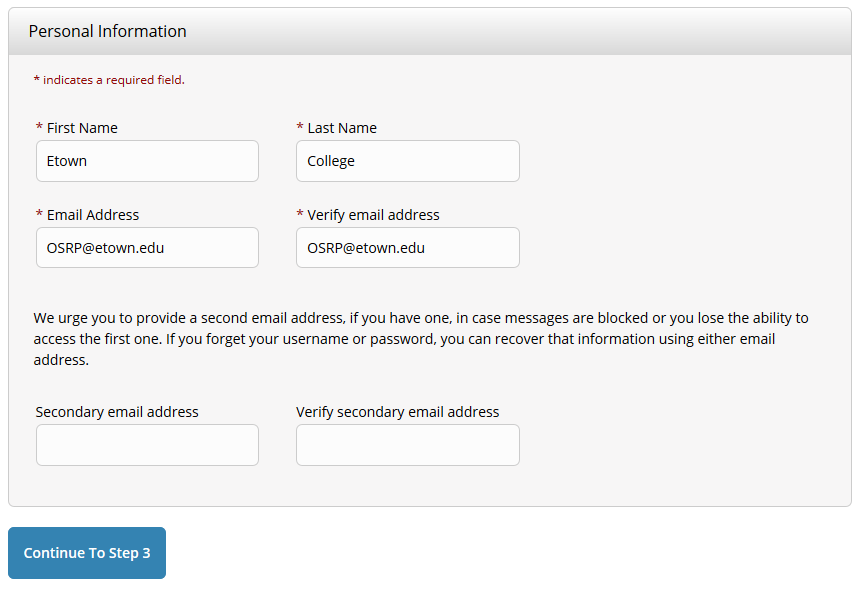 Personal Information
* indicates a required field.
* First Name
* Last Name
Etown
College
* Email Address
* Verify email address
OSRP@etown.edu
OSRP@etown.edu
We urge you to provide a second email address, if you have one, in case messages are blocked or you lose the ability to
access the first one. If you forget your username or password, you can recover that information using either email
address.
Secondary email address
Verify secondary email address
Continue To Step 3